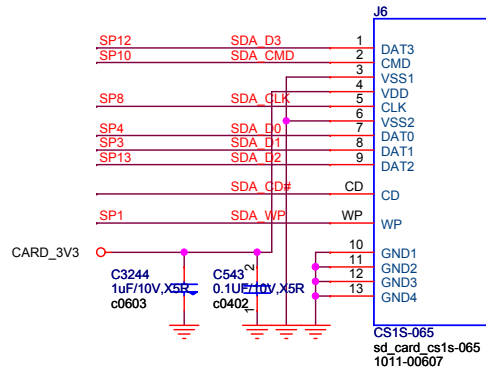 J6
SP12 SDA_D3 1 DAT3
SP10 SDA_CMD 2 CMD
3 VSS1
4 VDD
SP8 SDA_CLK 5 CLK
6 VSS2
SP4 SDA_D0 7 DAT0
SP3 SDA_D1 8 DAT1
SP13 SDA_D2 9 DAT2
SDA_CD# CD CD
SP1 SDA_WP WP WP
CARD_3V3 10 GND1
11 GND2
12 GND3
13 GND4
C3244 C543 2
1uF/10V,X5R 0.1UF/10V,X5R
c0603 c0402 1
CS1S-065
sd_card_cs1s-065
1011-00607